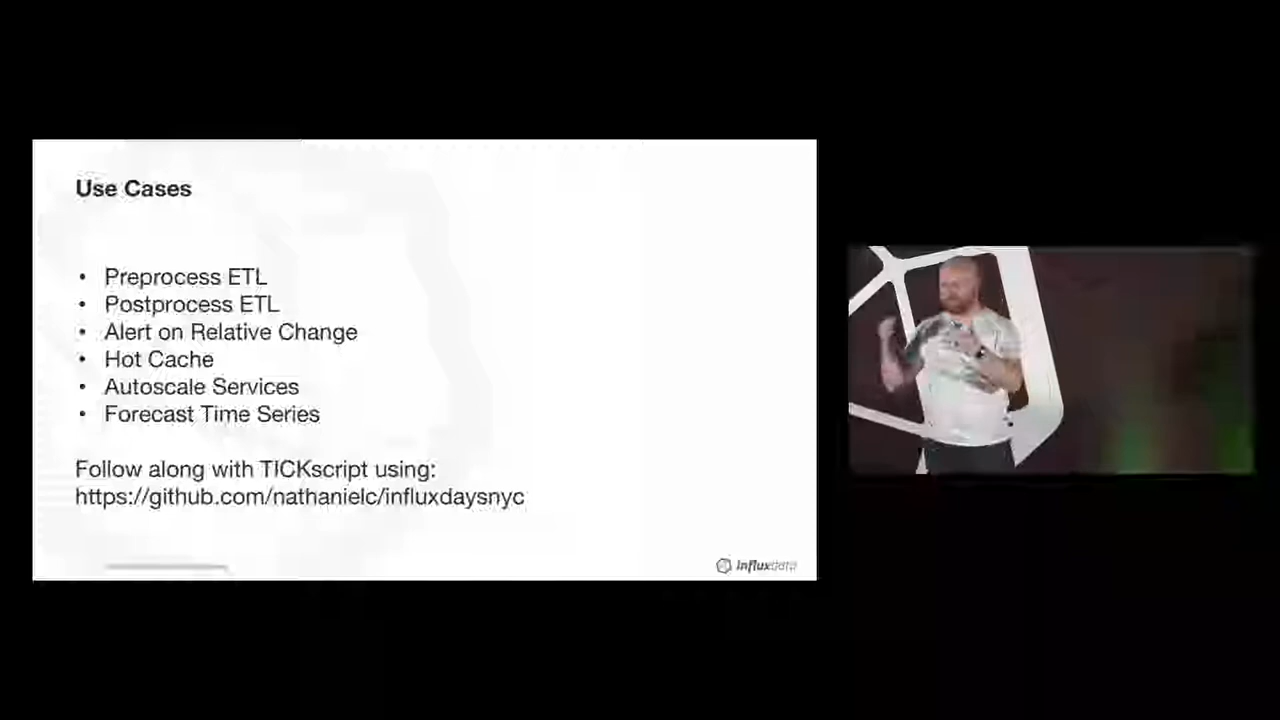 Use Cases
• Preprocess ETL
• Postprocess ETL
• Alert on Relative Change
• Hot Cache
• Autoscale Services
• Forecast Time Series
Follow along with TICKscript using:
https://github.com/nathanielc/influxdaysnyc
influxdata